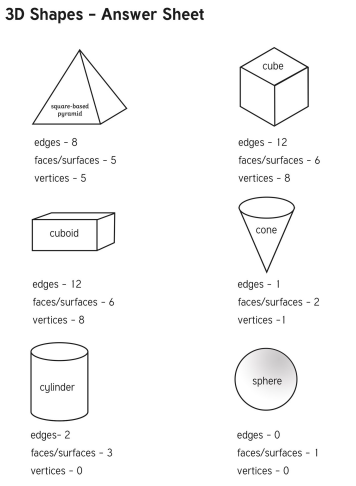 3D Shapes – Answer Sheet
square-based
pyramid
edges – 8
faces/surfaces – 5
vertices – 5
cube
edges – 12
faces/surfaces – 6
vertices – 8
cuboid
edges – 12
faces/surfaces – 6
vertices – 8
cone
edges – 1
faces/surfaces – 2
vertices –1
cylinder
edges– 2
faces/surfaces – 3
vertices – 0
sphere
edges – 0
faces/surfaces – 1
vertices – 0